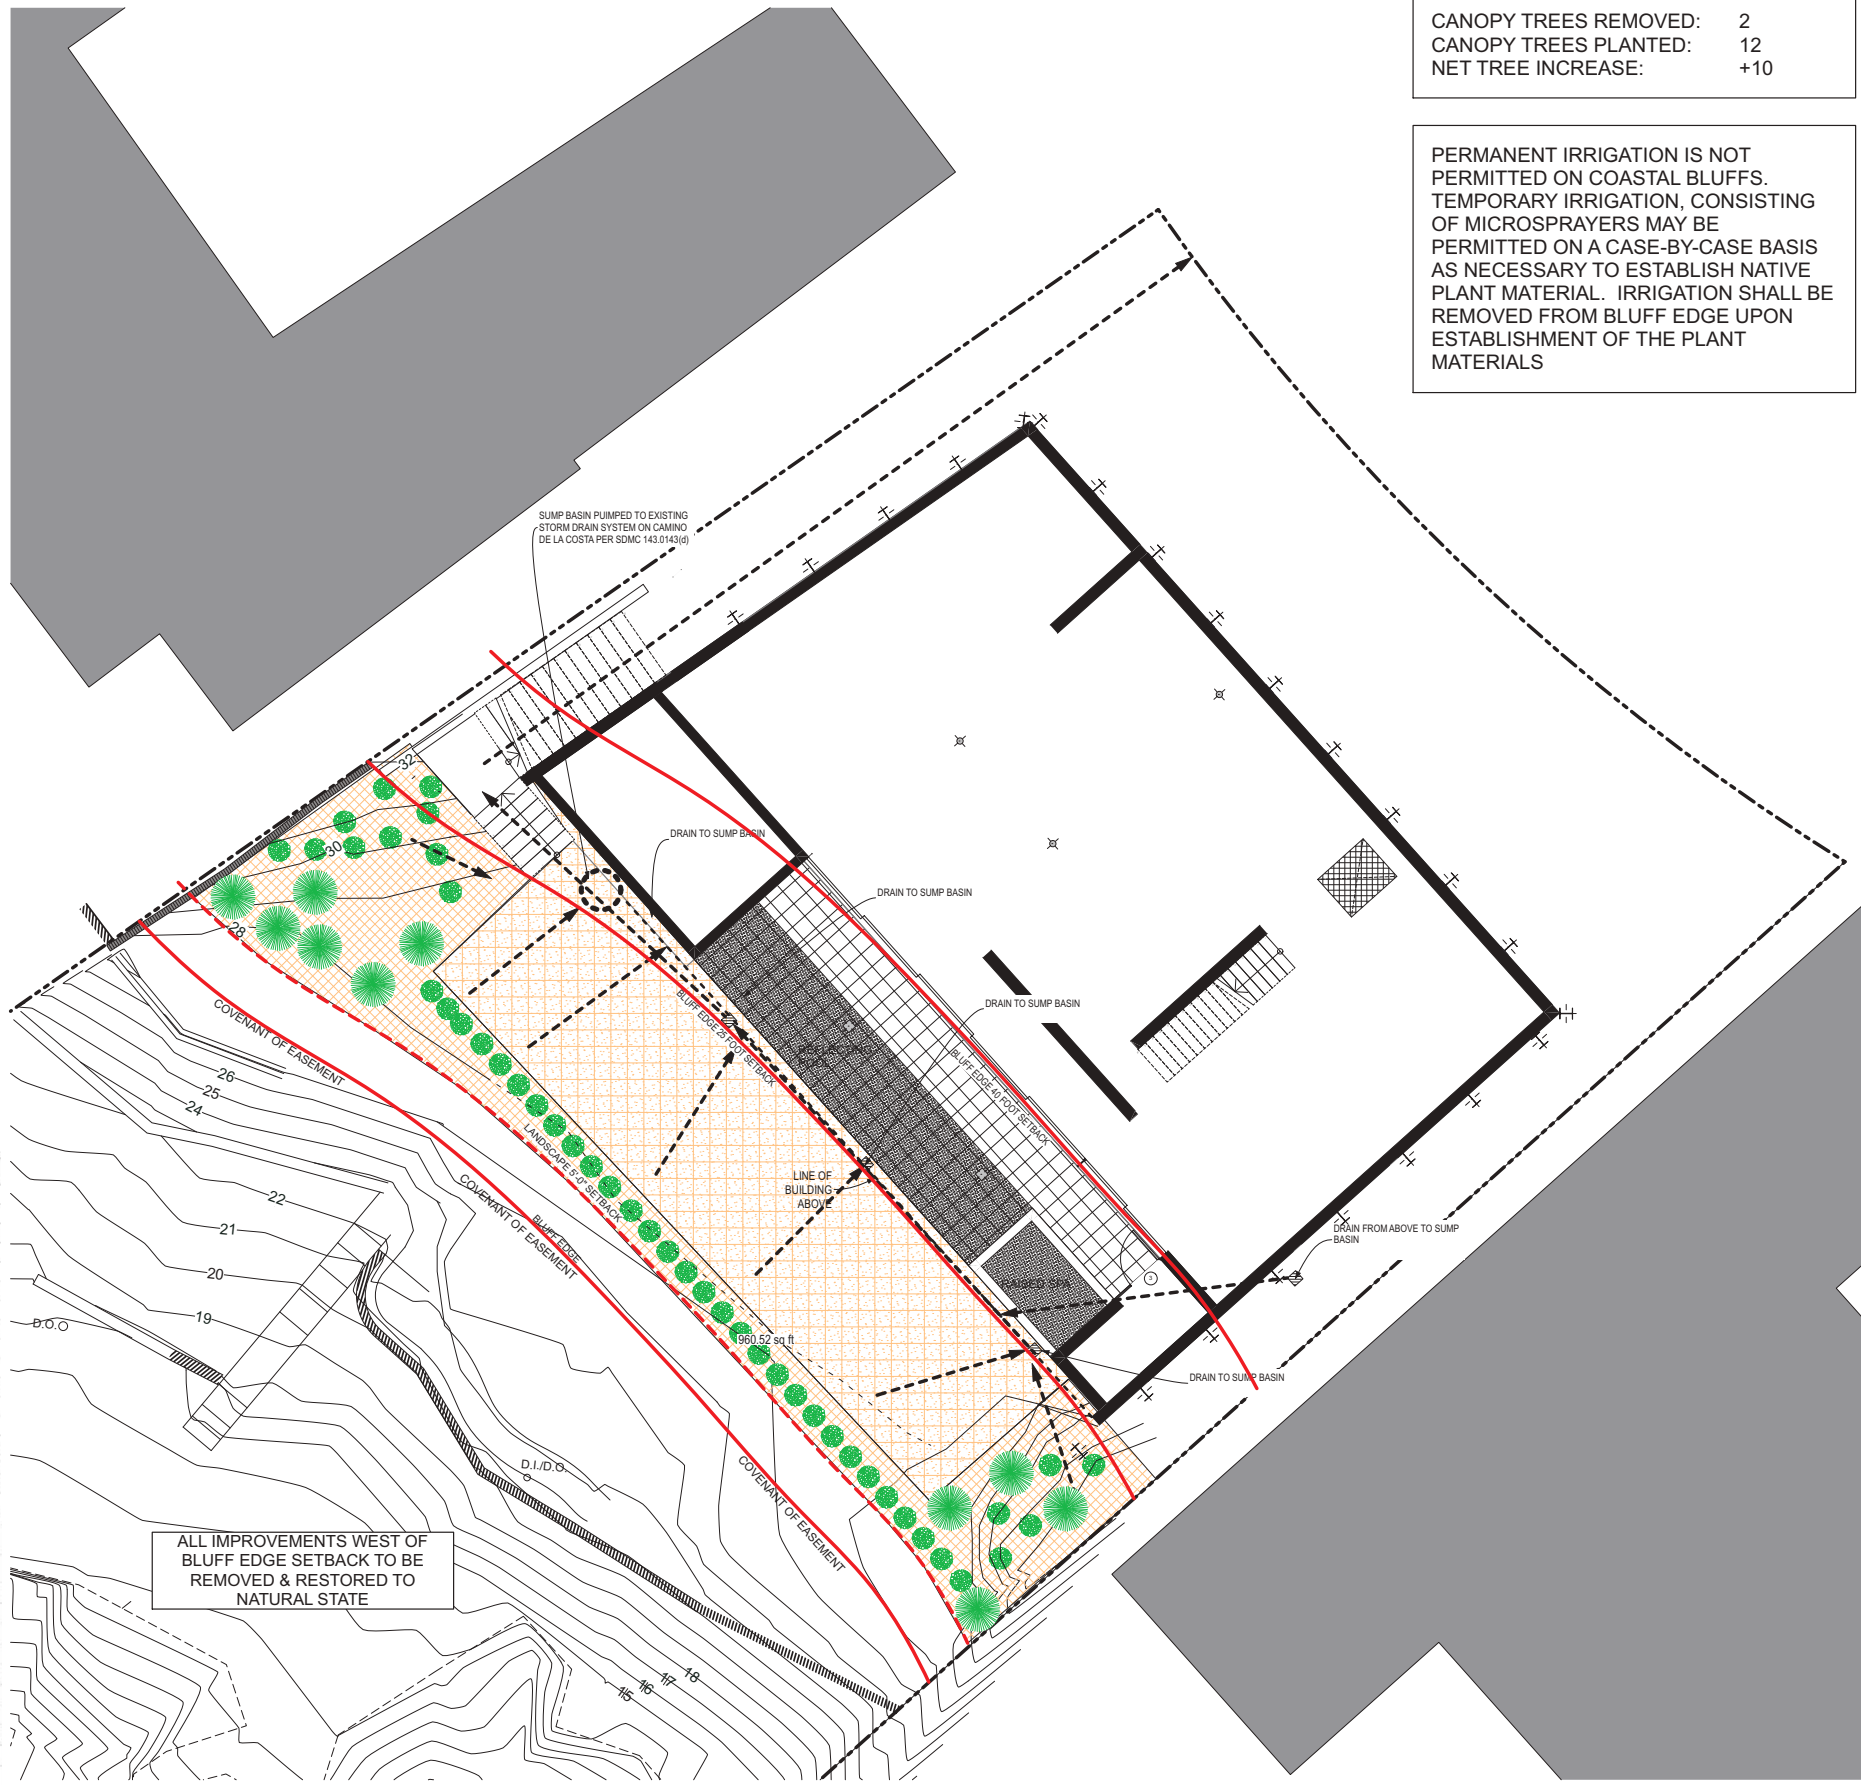 CANOPY TREES REMOVED: 2
CANOPY TREES PLANTED: 12
NET TREE INCREASE: +10
PERMANENT IRRIGATION IS NOT
PERMITTED ON COASTAL BLUFFS.
TEMPORARY IRRIGATION, CONSISTING
OF MICROSPRAYERS MAY BE
PERMITTED ON A CASE-BY-CASE BASIS
AS NECESSARY TO ESTABLISH NATIVE
PLANT MATERIAL. IRRIGATION SHALL BE
REMOVED FROM BLUFF EDGE UPON
ESTABLISHMENT OF THE PLANT
MATERIALS
SUMP BASIN PUIMPED TO EXISTING
STORM DRAIN SYSTEM ON CAMINO
DE LA COSTA PER SDMC 143.0143(d)
32
DRAIN TO SUMP BASIN
30
DRAIN TO SUMP BASIN
28
DRAIN TO SUMP BASIN
BLUFF EDGE 25 FOOT SETBACK
BLUFF EDGE 40 FOOT SETBACK
COVENANT OF EASEMENT
26
25
24
LANDSCAPE 5'-0" SETBACK
LINE OF
BUILDING
ABOVE
COVENANT OF EASEMENT
BLUFF EDGE
22
21
20
19
DRAIN FROM ABOVE TO SUMP
BASIN
3
RAISED SPA
D.O.
960.52 sq ft
DRAIN TO SUMP BASIN
D.I./D.O.
COVENANT OF EASEMENT
ALL IMPROVEMENTS WEST OF
BLUFF EDGE SETBACK TO BE
REMOVED & RESTORED TO
NATURAL STATE
18
17
16
15